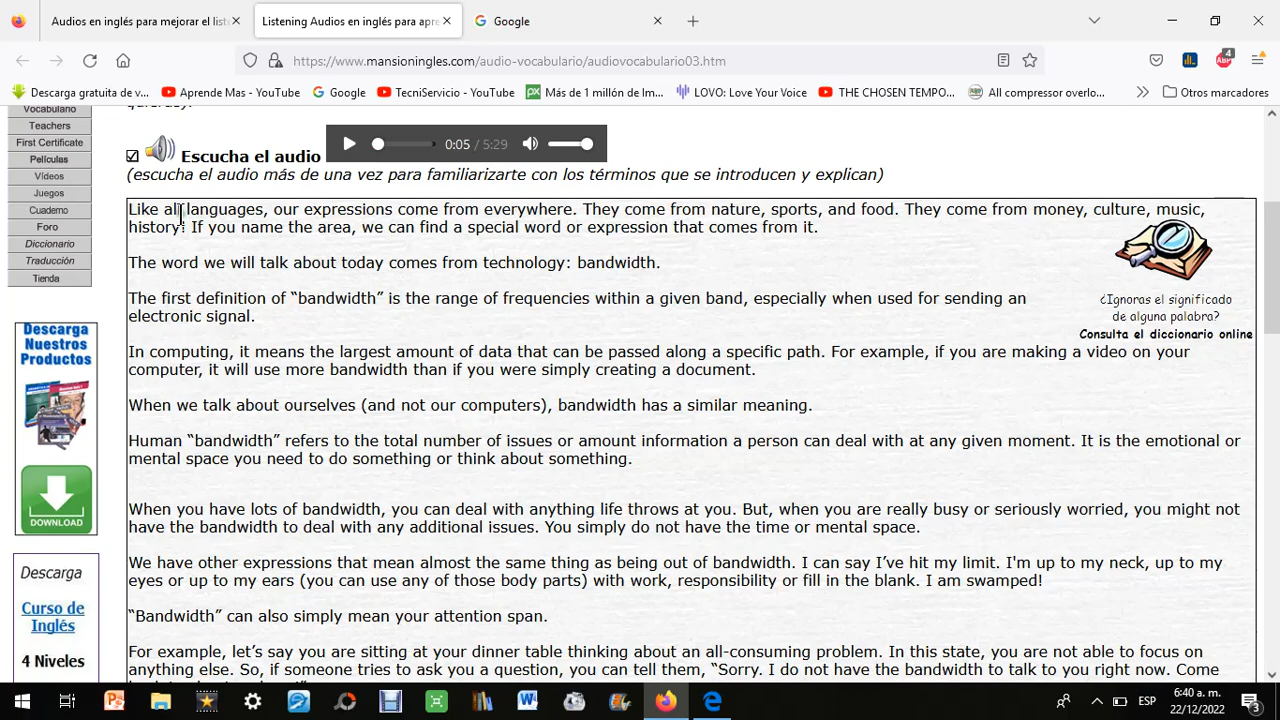 Audios en inglés para mejorar el list
Listening Audios en inglés para apre
Google
https://www.mansioningles.com/audio-vocabulario/audiovocabulario03.htm
4
Descarga gratuita de v...
Aprende Mas - YouTube
Google
TecniServicio - YouTube
Más de 1 millón de Im...
LOVO: Love Your Voice
THE CHOSEN TEMPO...
All compressor overlo...
Otros marcadores
Vocabulario
Teachers
First Certificate
Películas
Vídeos
Juegos
Cuaderno
Foro
Diccionario
Traducción
Tienda
Descarga
Nuestros
Productos
DOWNLOAD
Descarga
Curso de
Inglés
4 Niveles
Escucha el audio
0:05 / 5:29
(escucha el audio más de una vez para familiarizarte con los términos que se introducen y explican)
Like all languages, our expressions come from everywhere. They come from nature, sports, and food. They come from money, culture, music,
history! If you name the area, we can find a special word or expression that comes from it.
The word we will talk about today comes from technology: bandwidth.
The first definition of “bandwidth” is the range of frequencies within a given band, especially when used for sending an
electronic signal.
¿Ignoras el significado
de alguna palabra?
Consulta el diccionario online
In computing, it means the largest amount of data that can be passed along a specific path. For example, if you are making a video on your
computer, it will use more bandwidth than if you were simply creating a document.
When we talk about ourselves (and not our computers), bandwidth has a similar meaning.
Human “bandwidth” refers to the total number of issues or amount information a person can deal with at any given moment. It is the emotional or
mental space you need to do something or think about something.
When you have lots of bandwidth, you can deal with anything life throws at you. But, when you are really busy or seriously worried, you might not
have the bandwidth to deal with any additional issues. You simply do not have the time or mental space.
We have other expressions that mean almost the same thing as being out of bandwidth. I can say I’ve hit my limit. I'm up to my neck, up to my
eyes or up to my ears (you can use any of those body parts) with work, responsibility or fill in the blank. I am swamped!
“Bandwidth” can also simply mean your attention span.
For example, let’s say you are sitting at your dinner table thinking about an all-consuming problem. In this state, you are not able to focus on
anything else. So, if someone tries to ask you a question, you can tell them, “Sorry. I do not have the bandwidth to talk to you right now. Come
ESP
6:40 a. m.
22/12/2022
3